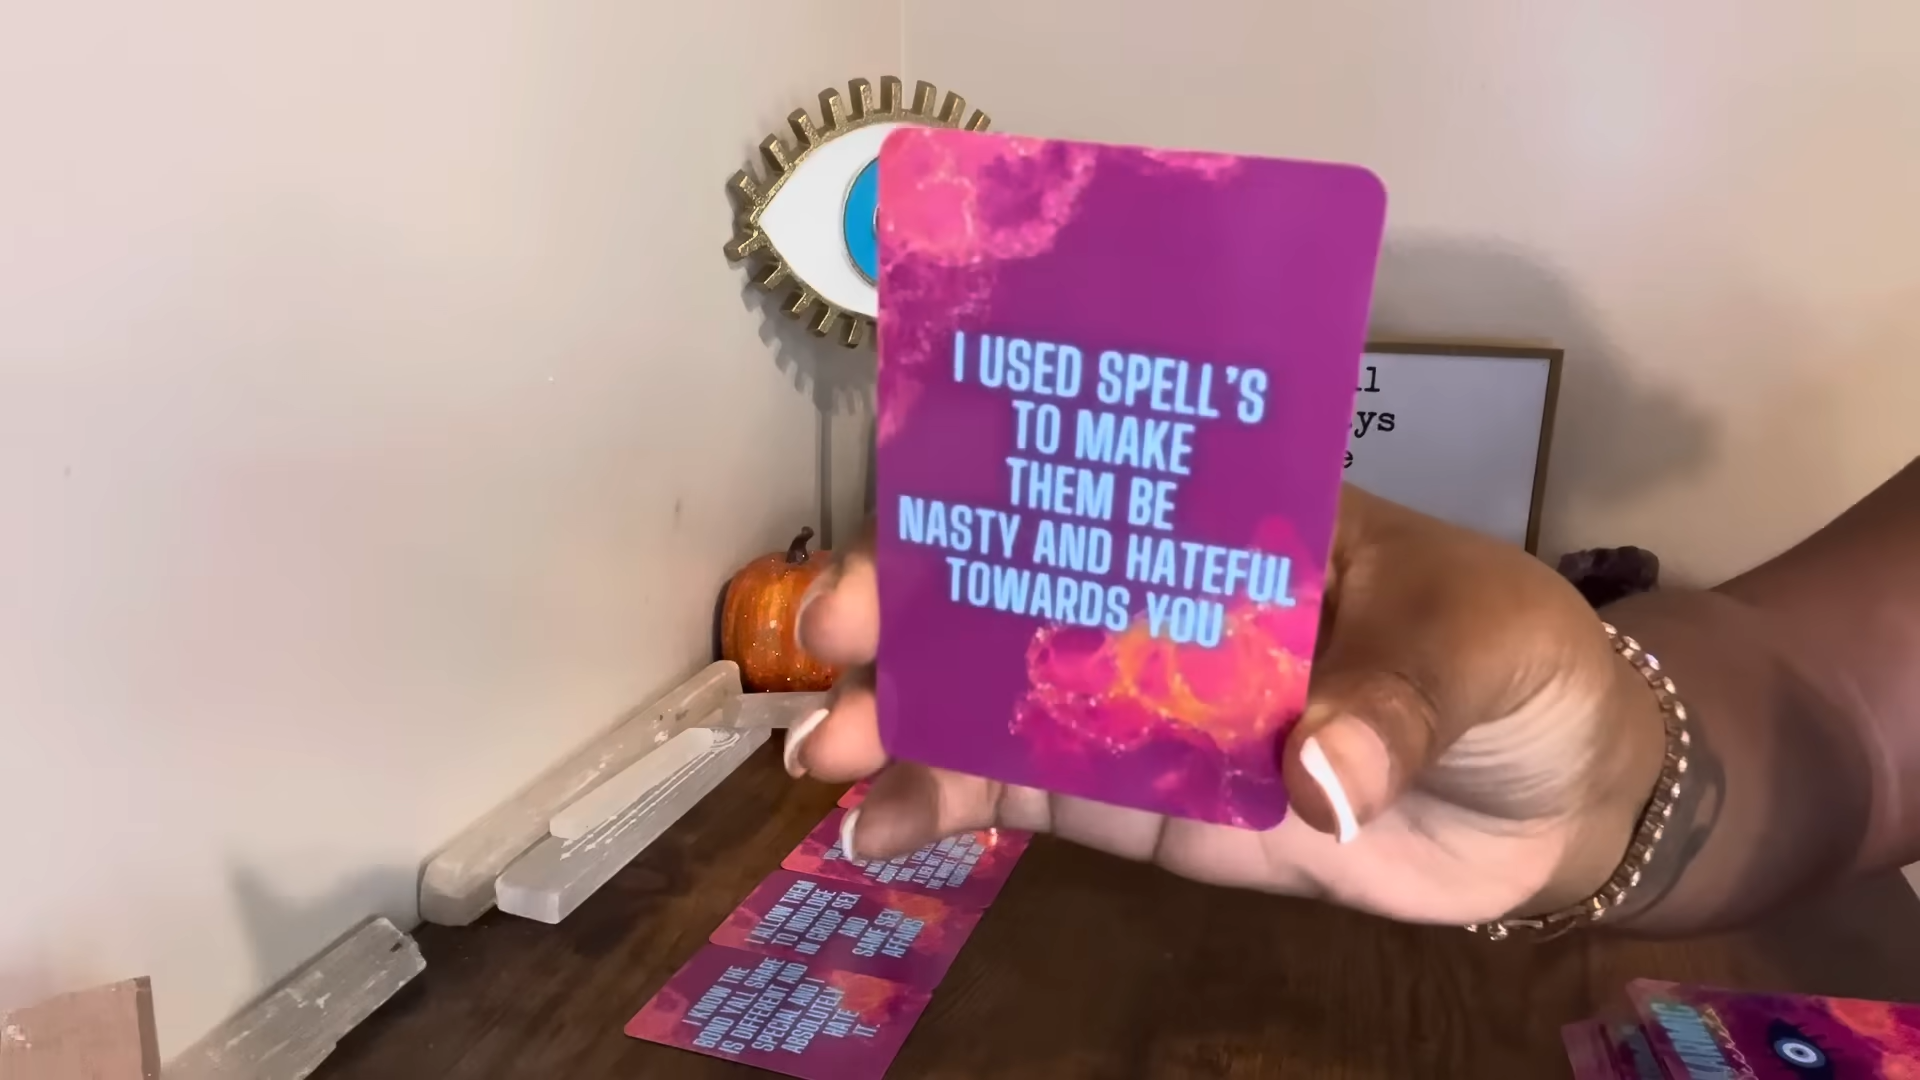 I USED SPELL'S
TO MAKE
THEM BE
NASTY AND HATEFUL
TOWARDS YOU
I ALLOW THEM
TO INDULDGE
IN GROUP SEX
AND
SAME SEX
AFFAIRS
I KNOW THE
BOND Y'ALL SHARE
IS DIFFERENT AND
SPECIAL AND I
ABSOLUTELY
HATE
IT.